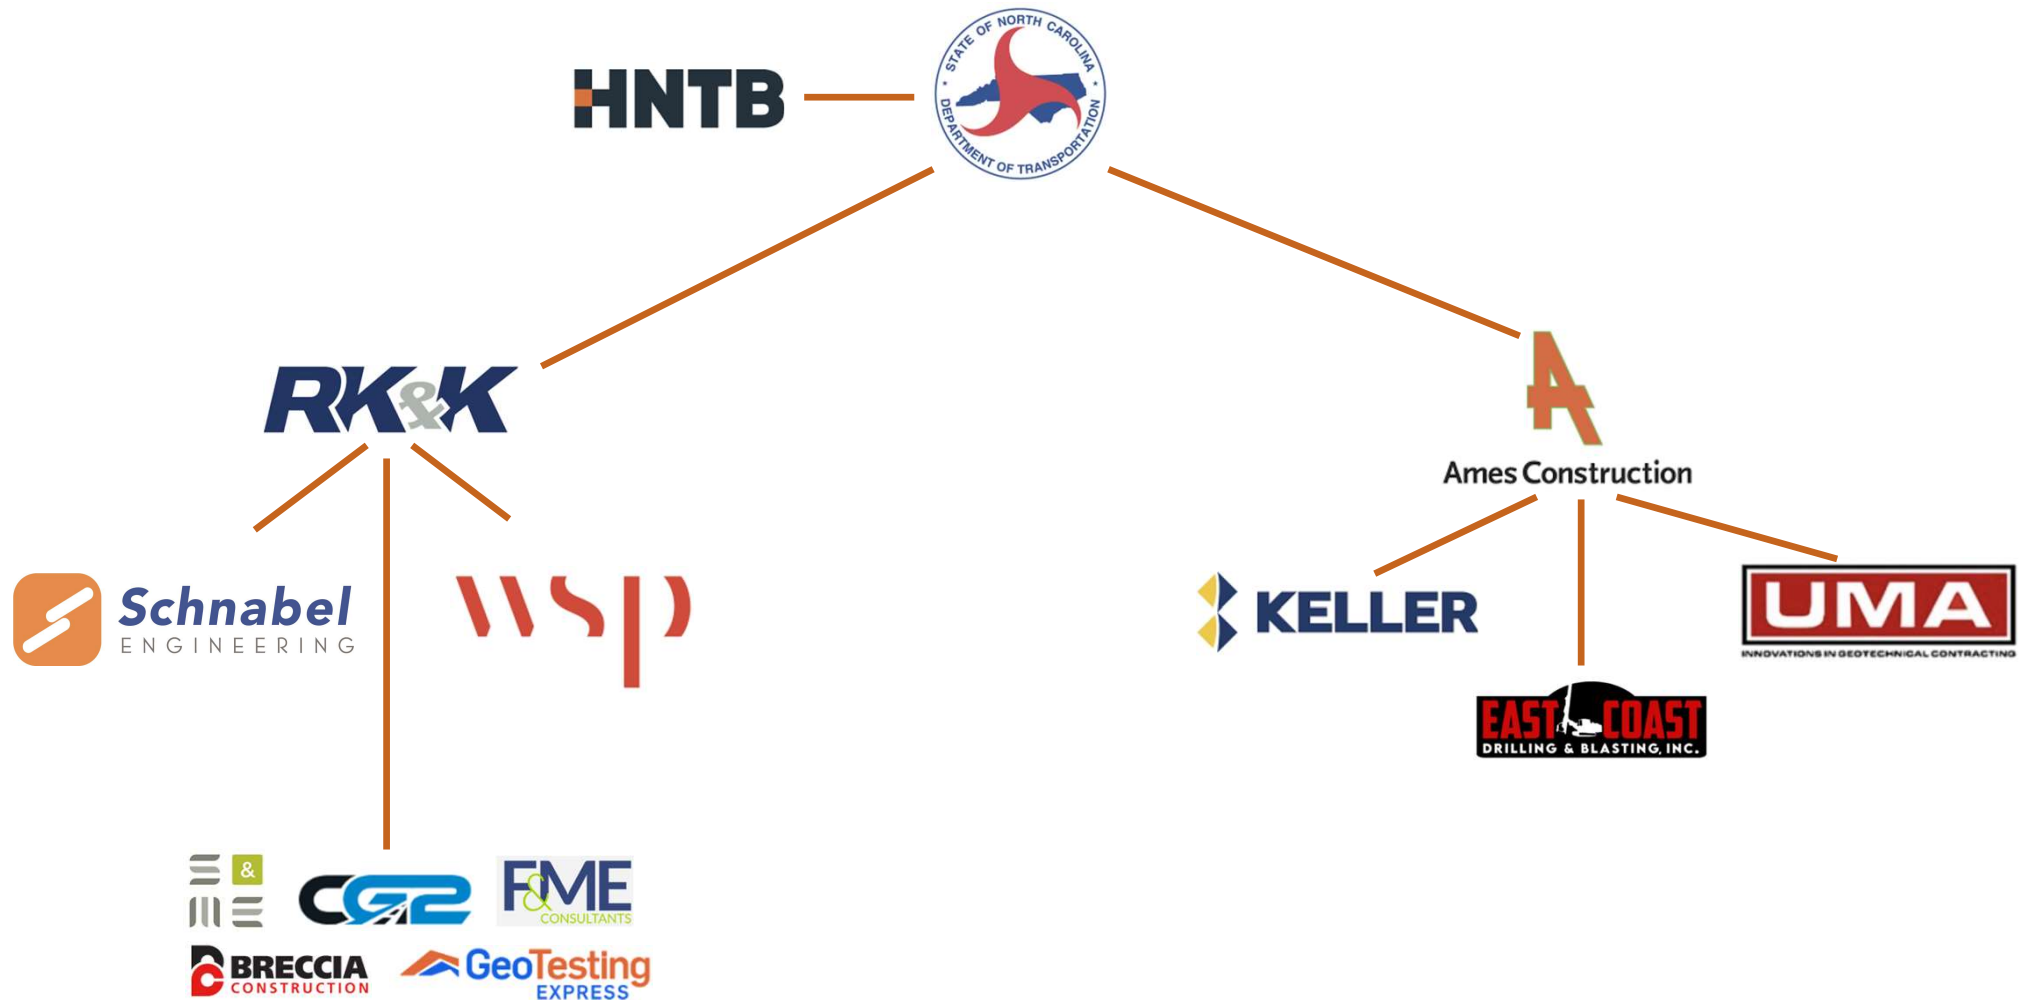 HNTB
STATE OF NORTH CAROLINA
DEPARTMENT OF TRANSPORTATION
RK&K
A
Ames Construction
Schnabel
ENGINEERING
wsp
KELLER
UMA
INNOVATIONS IN GEOTECHNICAL CONTRACTING
EAST COAST
DRILLING & BLASTING, INC.
S&
ME
CG2
F&ME
CONSULTANTS
BRECCIA
CONSTRUCTION
GeoTesting
EXPRESS